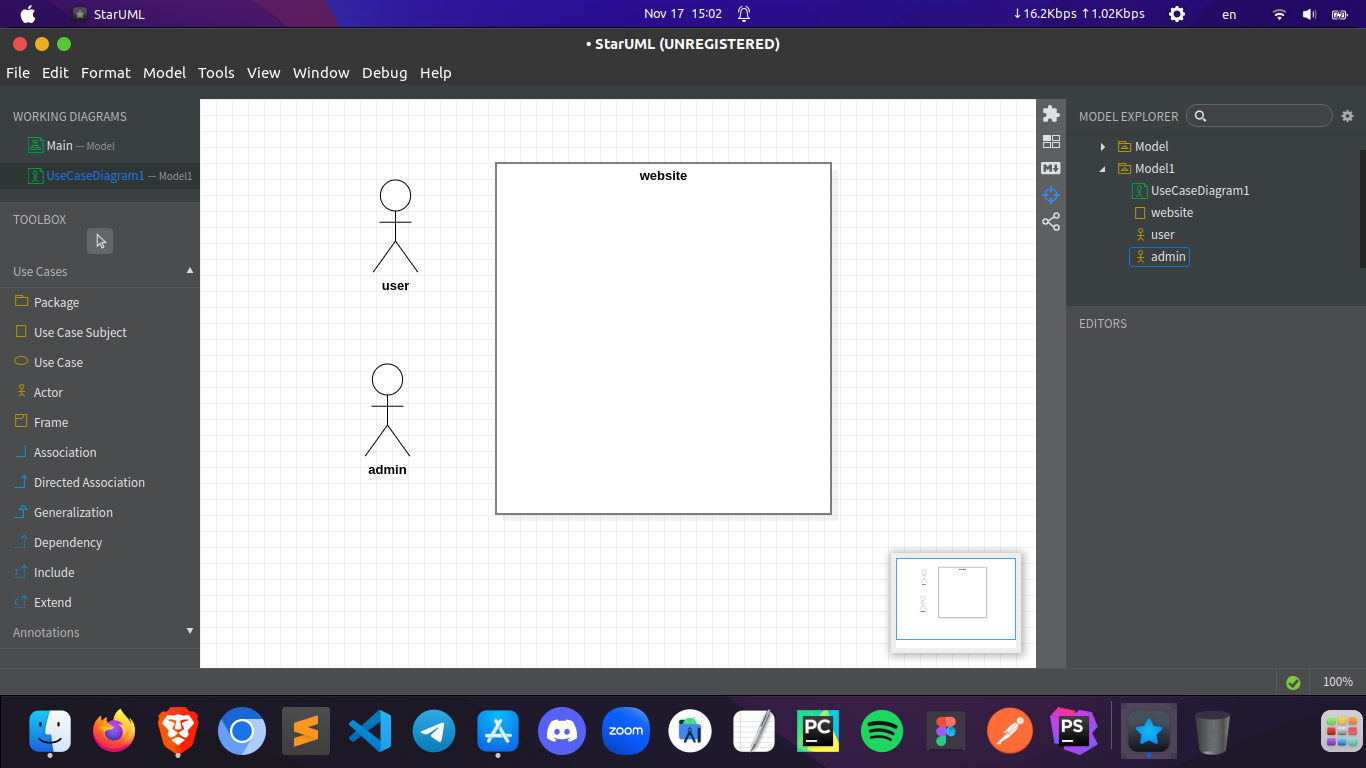 StarUML
Nov 17 15:02
↓16.2Kbps ↑1.02Kbps
en
• StarUML (UNREGISTERED)
File Edit Format Model Tools View Window Debug Help
WORKING DIAGRAMS
Main — Model
UseCaseDiagram1 — Model1
TOOLBOX
Use Cases
Package
Use Case Subject
Use Case
Actor
Frame
Association
Directed Association
Generalization
Dependency
Include
Extend
Annotations
website
user
admin
MODEL EXPLORER
Model
Model1
UseCaseDiagram1
website
user
admin
EDITORS
100%
zoom
PC
PS